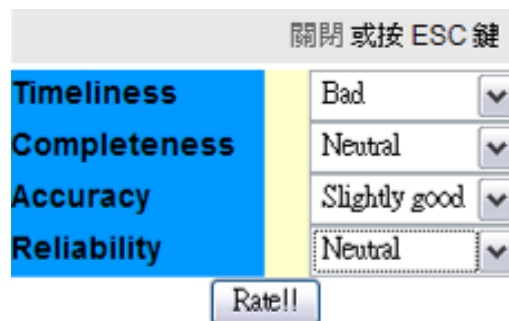 關閉 或按 ESC 鍵
Timeliness Bad
Completeness Neutral
Accuracy Slightly good
Reliability Neutral
Rate!!